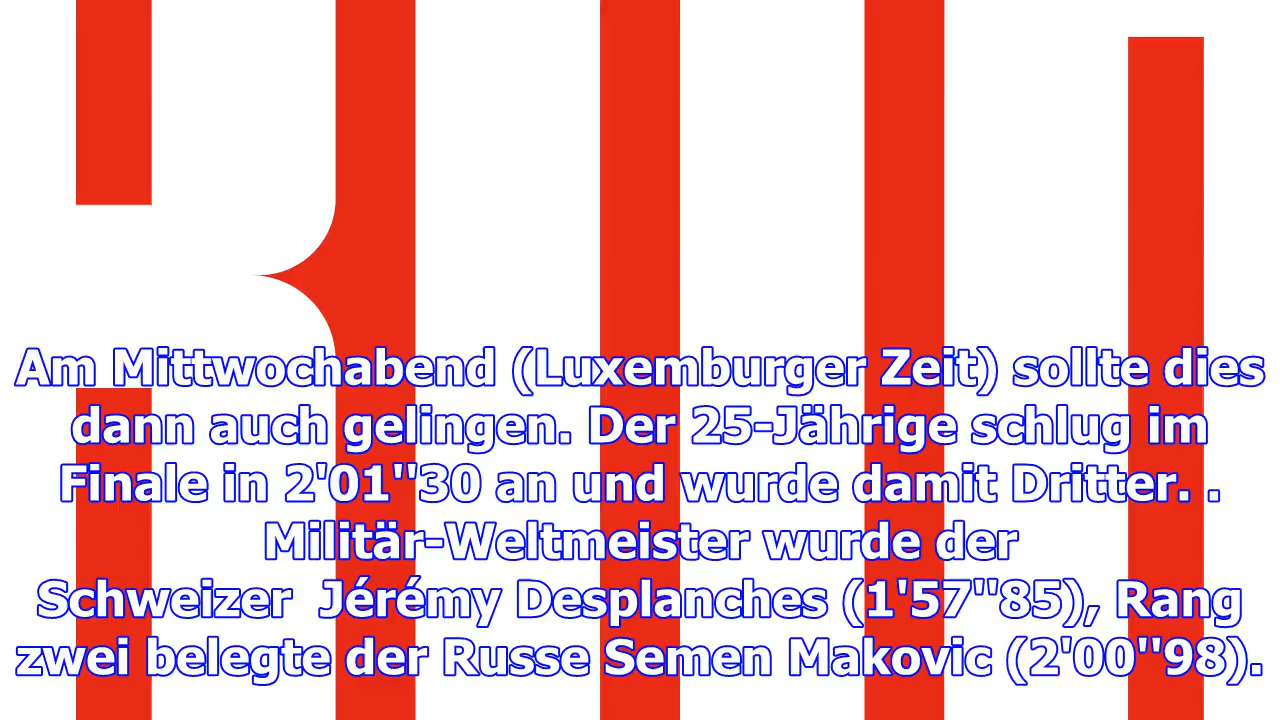 Am Mittwochabend (Luxemburger Zeit) sollte dies
dann auch gelingen. Der 25-Jährige schlug im
Finale in 2'01''30 an und wurde damit Dritter. .
Militär-Weltmeister wurde der
Schweizer  Jérémy Desplanches (1'57''85), Rang
zwei belegte der Russe Semen Makovic (2'00''98).